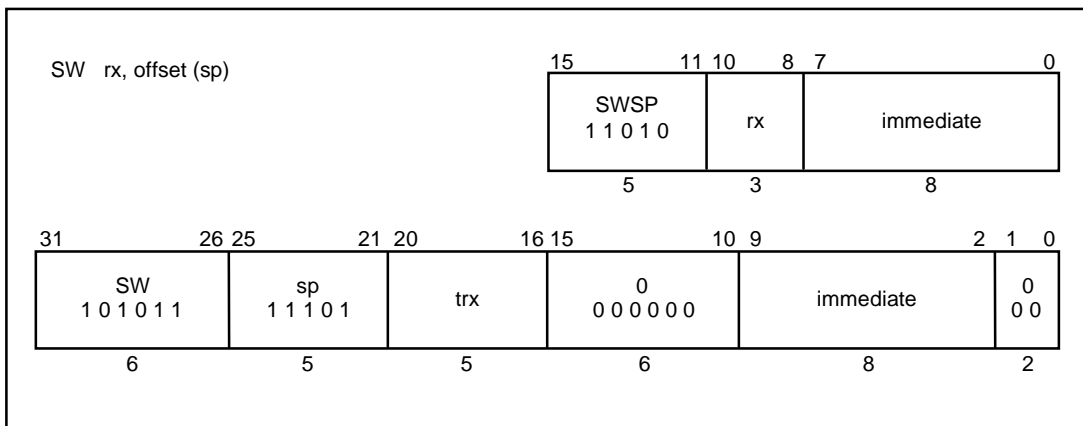 SW rx, offset (sp)
15 11 10 8 7 0
SWSP rx immediate
1 1 0 1 0
5 3 8
31 26 25 21 20 16 15 10 9 2 1 0
SW sp trx 0 immediate 0
1 0 1 0 1 1 1 1 1 0 1 0 0 0 0 0 0 0 0
6 5 5 6 8 2